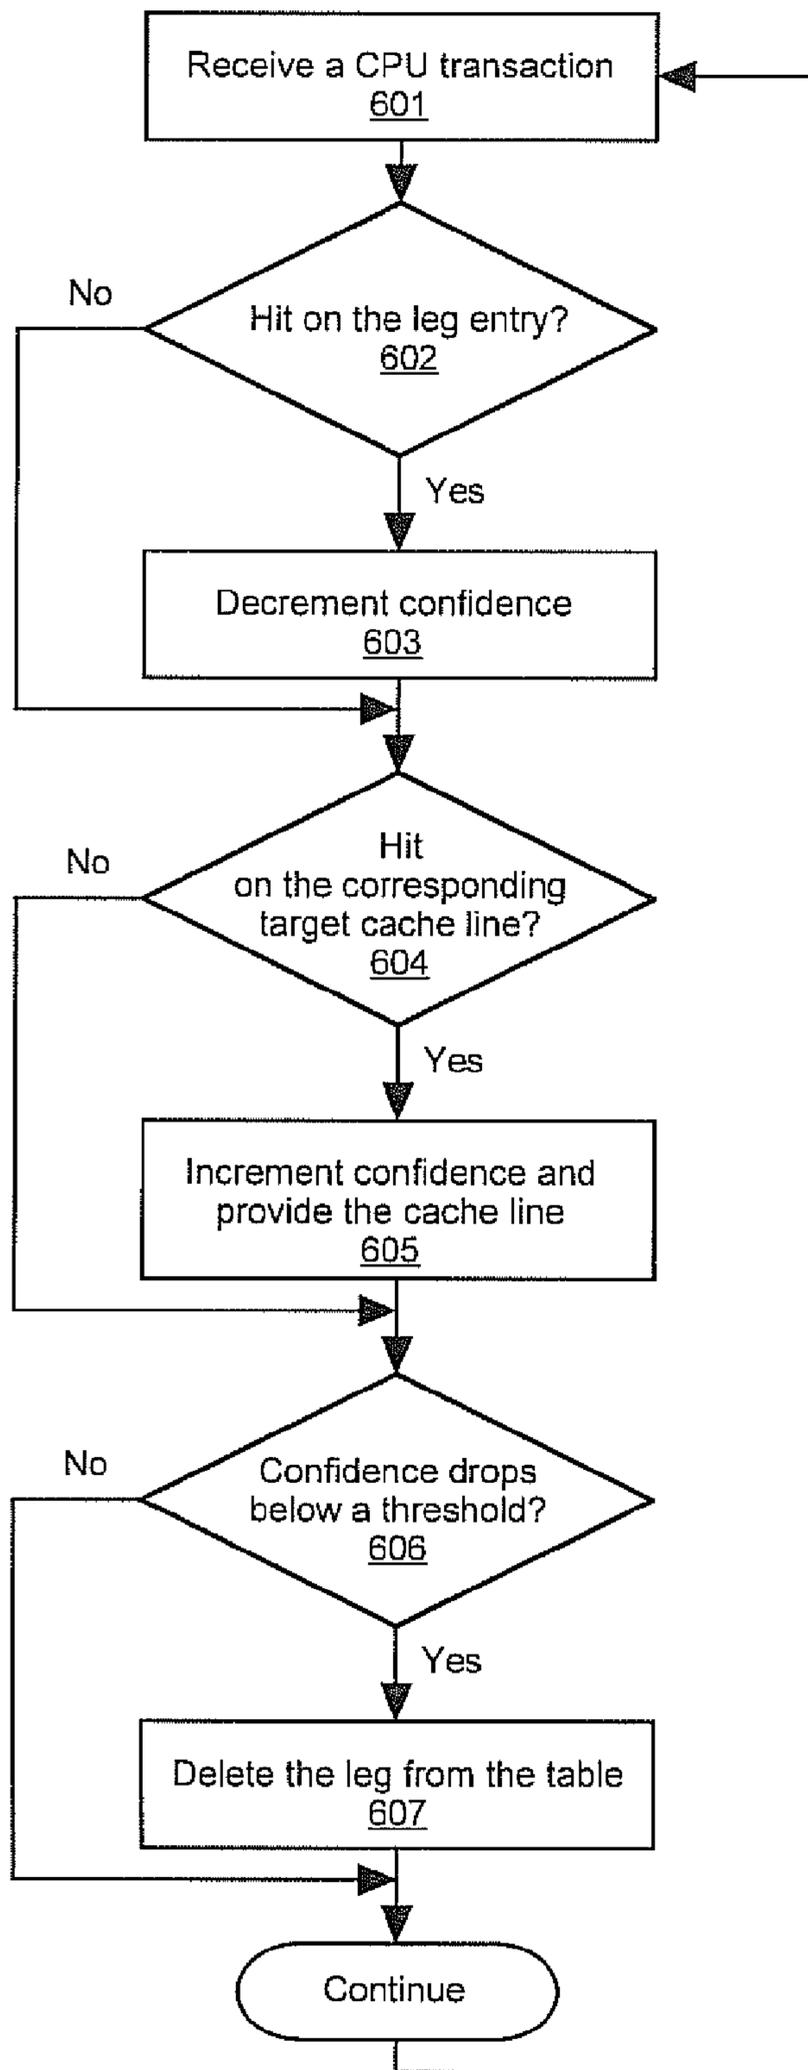 Receive a CPU transaction
601
No
Hit on the leg entry?
602
Yes
Decrement confidence
603
No
Hit
on the corresponding
target cache line?
604
Yes
Increment confidence and
provide the cache line
605
No
Confidence drops
below a threshold?
606
Yes
Delete the leg from the table
607
Continue